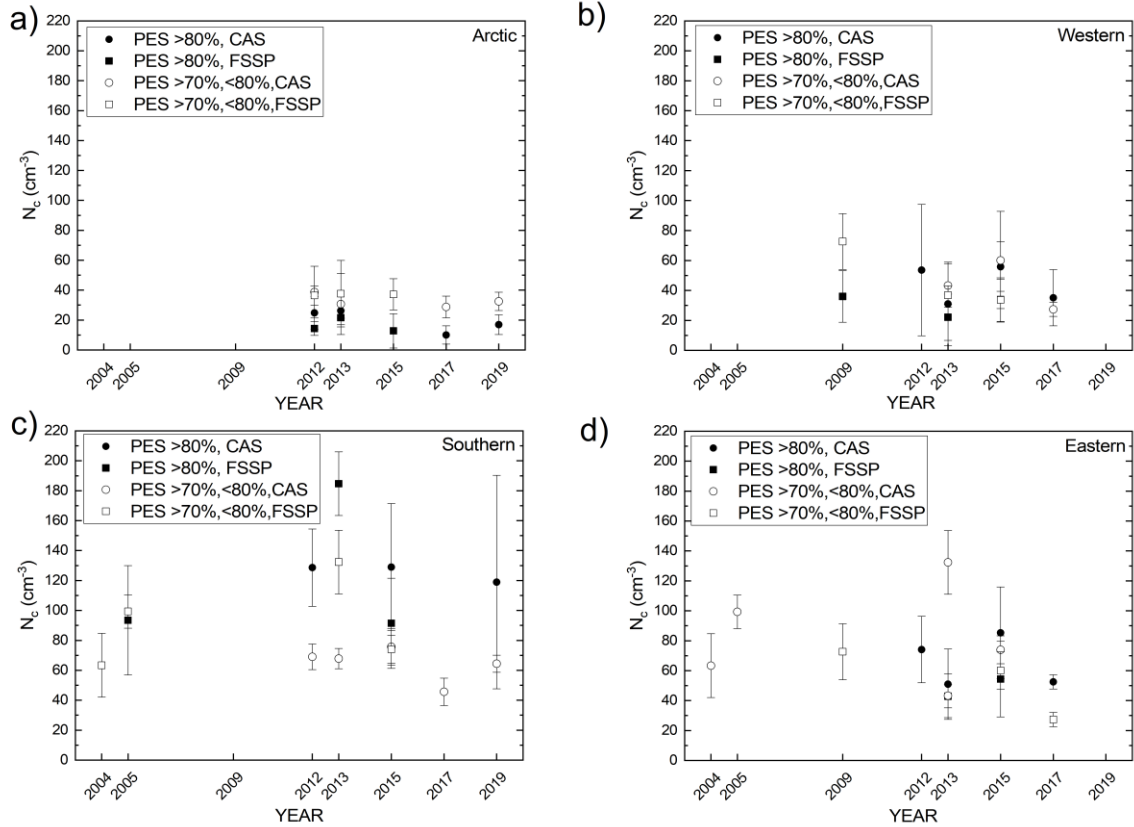 a)
Arctic
PES >80%, CAS
PES >80%, FSSP
PES >70%,<80%,CAS
PES >70%,<80%,FSSP
220
200
180
160
140
120
100
80
60
40
20
0
N_c (cm^-3)
2004
2005
2009
2012
2013
2015
2017
2019
YEAR
b)
Western
PES >80%, CAS
PES >80%, FSSP
PES >70%,<80%,CAS
PES >70%,<80%,FSSP
220
200
180
160
140
120
100
80
60
40
20
0
N_c (cm^-3)
2004
2005
2009
2012
2013
2015
2017
2019
YEAR
c)
Southern
PES >80%, CAS
PES >80%, FSSP
PES >70%,<80%,CAS
PES >70%,<80%,FSSP
220
200
180
160
140
120
100
80
60
40
20
0
N_c (cm^-3)
2004
2005
2009
2012
2013
2015
2017
2019
YEAR
d)
Eastern
PES >80%, CAS
PES >80%, FSSP
PES >70%,<80%,CAS
PES >70%,<80%,FSSP
220
200
180
160
140
120
100
80
60
40
20
0
N_c (cm^-3)
2004
2005
2009
2012
2013
2015
2017
2019
YEAR